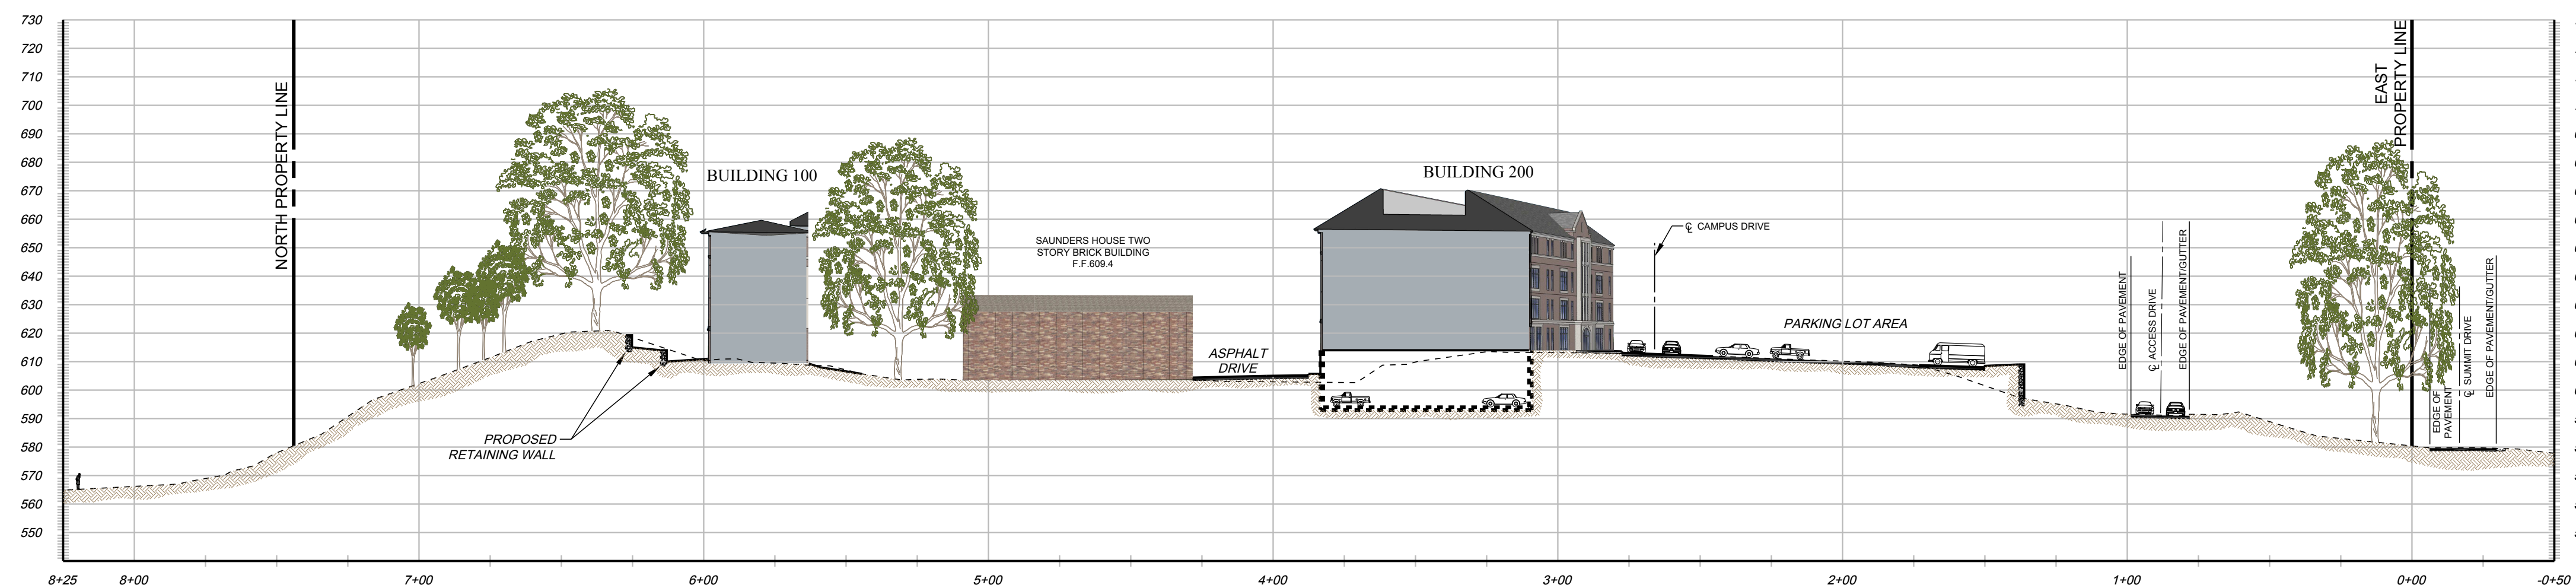 730
720
710
700
690
680
670
660
650
640
630
620
610
600
590
580
570
560
550
NORTH PROPERTY LINE
BUILDING 100
SAUNDERS HOUSE TWO
STORY BRICK BUILDING
F.F.609.4
PROPOSED
RETAINING WALL
ASPHALT
DRIVE
BUILDING 200
℄ CAMPUS DRIVE
PARKING LOT AREA
EDGE OF PAVEMENT
℄ ACCESS DRIVE
EDGE OF PAVEMENT/GUTTER
EAST
PROPERTY LINE
EDGE OF
PAVEMENT
℄ SUMMIT DRIVE
EDGE OF PAVEMENT/GUTTER
8+25
8+00
7+00
6+00
5+00
4+00
3+00
2+00
1+00
0+00
-0+50